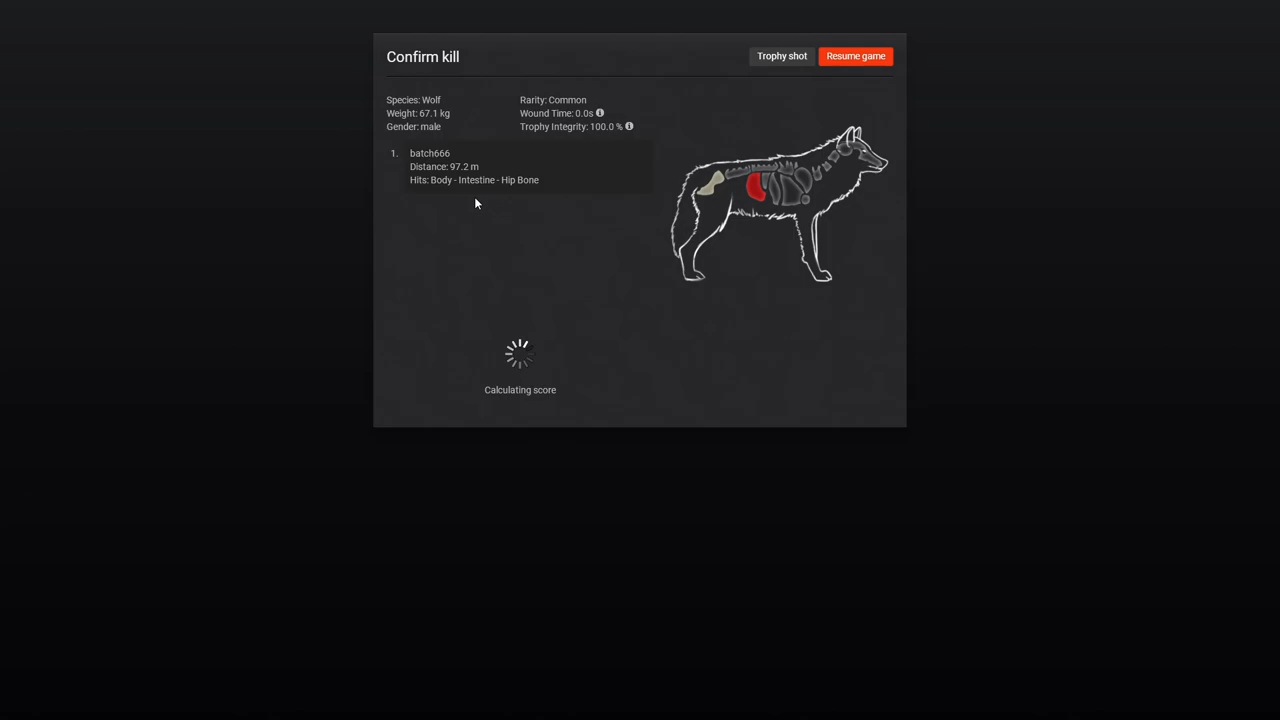 Confirm kill
Trophy shot
Resume game
Species: Wolf
Rarity: Common
Weight: 67.1 kg
Wound Time: 0.0s
Gender: male
Trophy Integrity: 100.0 %
1. batch666
Distance: 97.2 m
Hits: Body - Intestine - Hip Bone
Calculating score